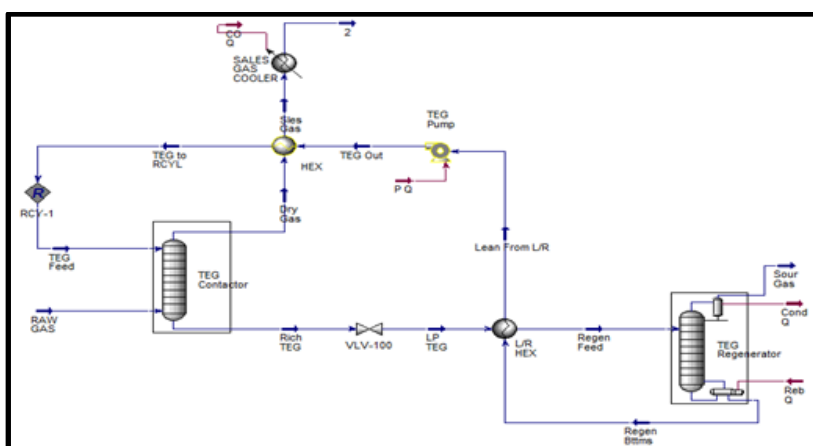 CO
Q
2
SALES
GAS
COOLER
Sles
Gas
TEG
Pump
TEG to
RCYL
HEX
TEG Out
R
RCY-1
P Q
Dry
Gas
TEG
Feed
TEG
Contactor
Lean From L/R
Sour
Gas
RAW
GAS
Cond
Q
Rich
TEG
VLV-100
LP
TEG
L/R
HEX
Regen
Feed
TEG
Regenerator
Reb
Q
Regen
Bttms